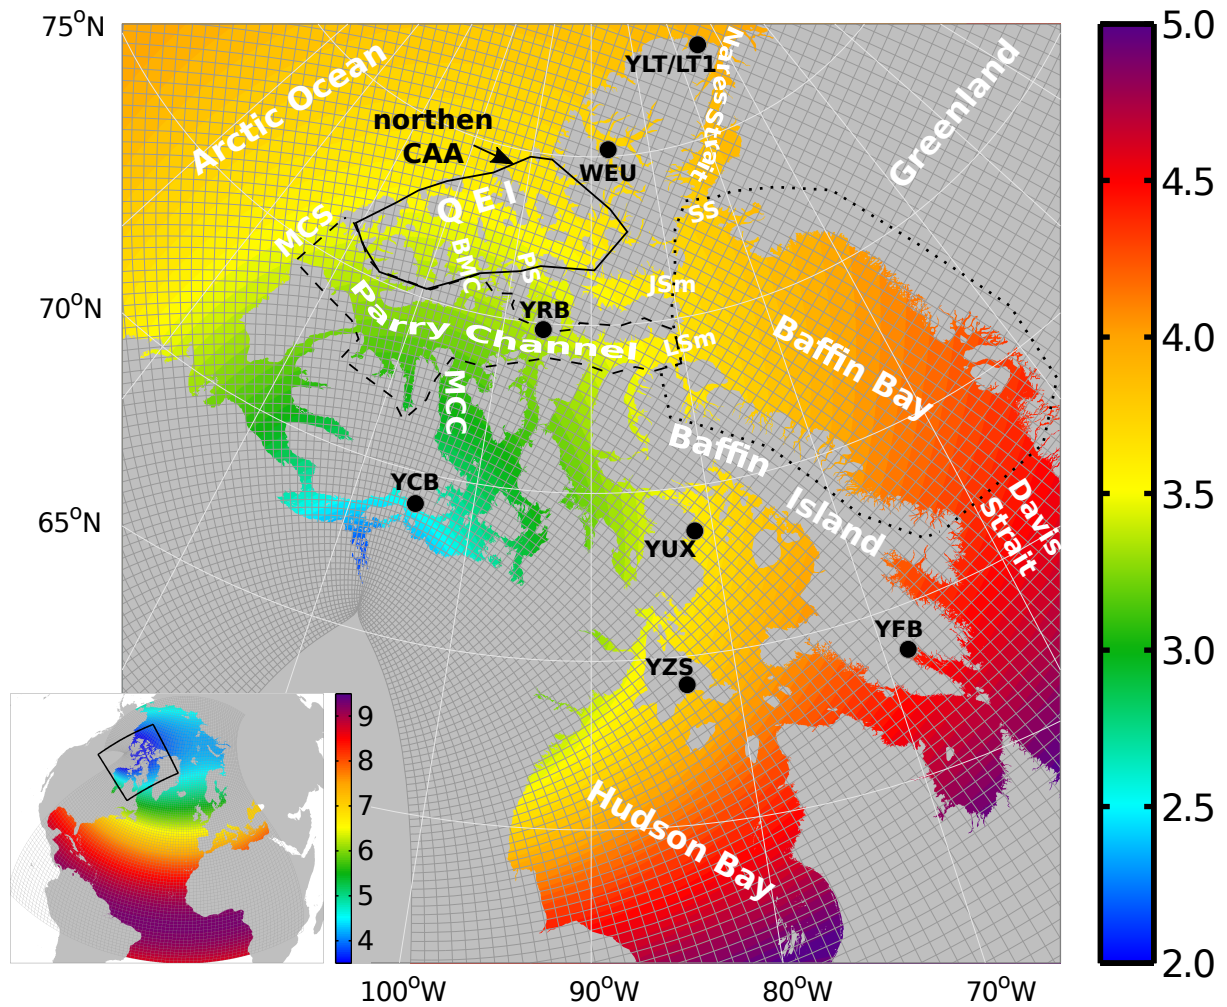 75°N
70°N
65°N
Arctic Ocean
northen
CAA
YLT/LT1
Nares Strait
Greenland
WEU
QEI
SS
MCS
BMC
PS
JSm
YRB
Parry Channel
LSm
Baffin Bay
MCC
Baffin
Island
YCB
YUX
Davis
Strait
YFB
YZS
Hudson Bay
5.0
4.5
4.0
3.5
3.0
2.5
2.0
9
8
7
6
5
4
100°W
90°W
80°W
70°W